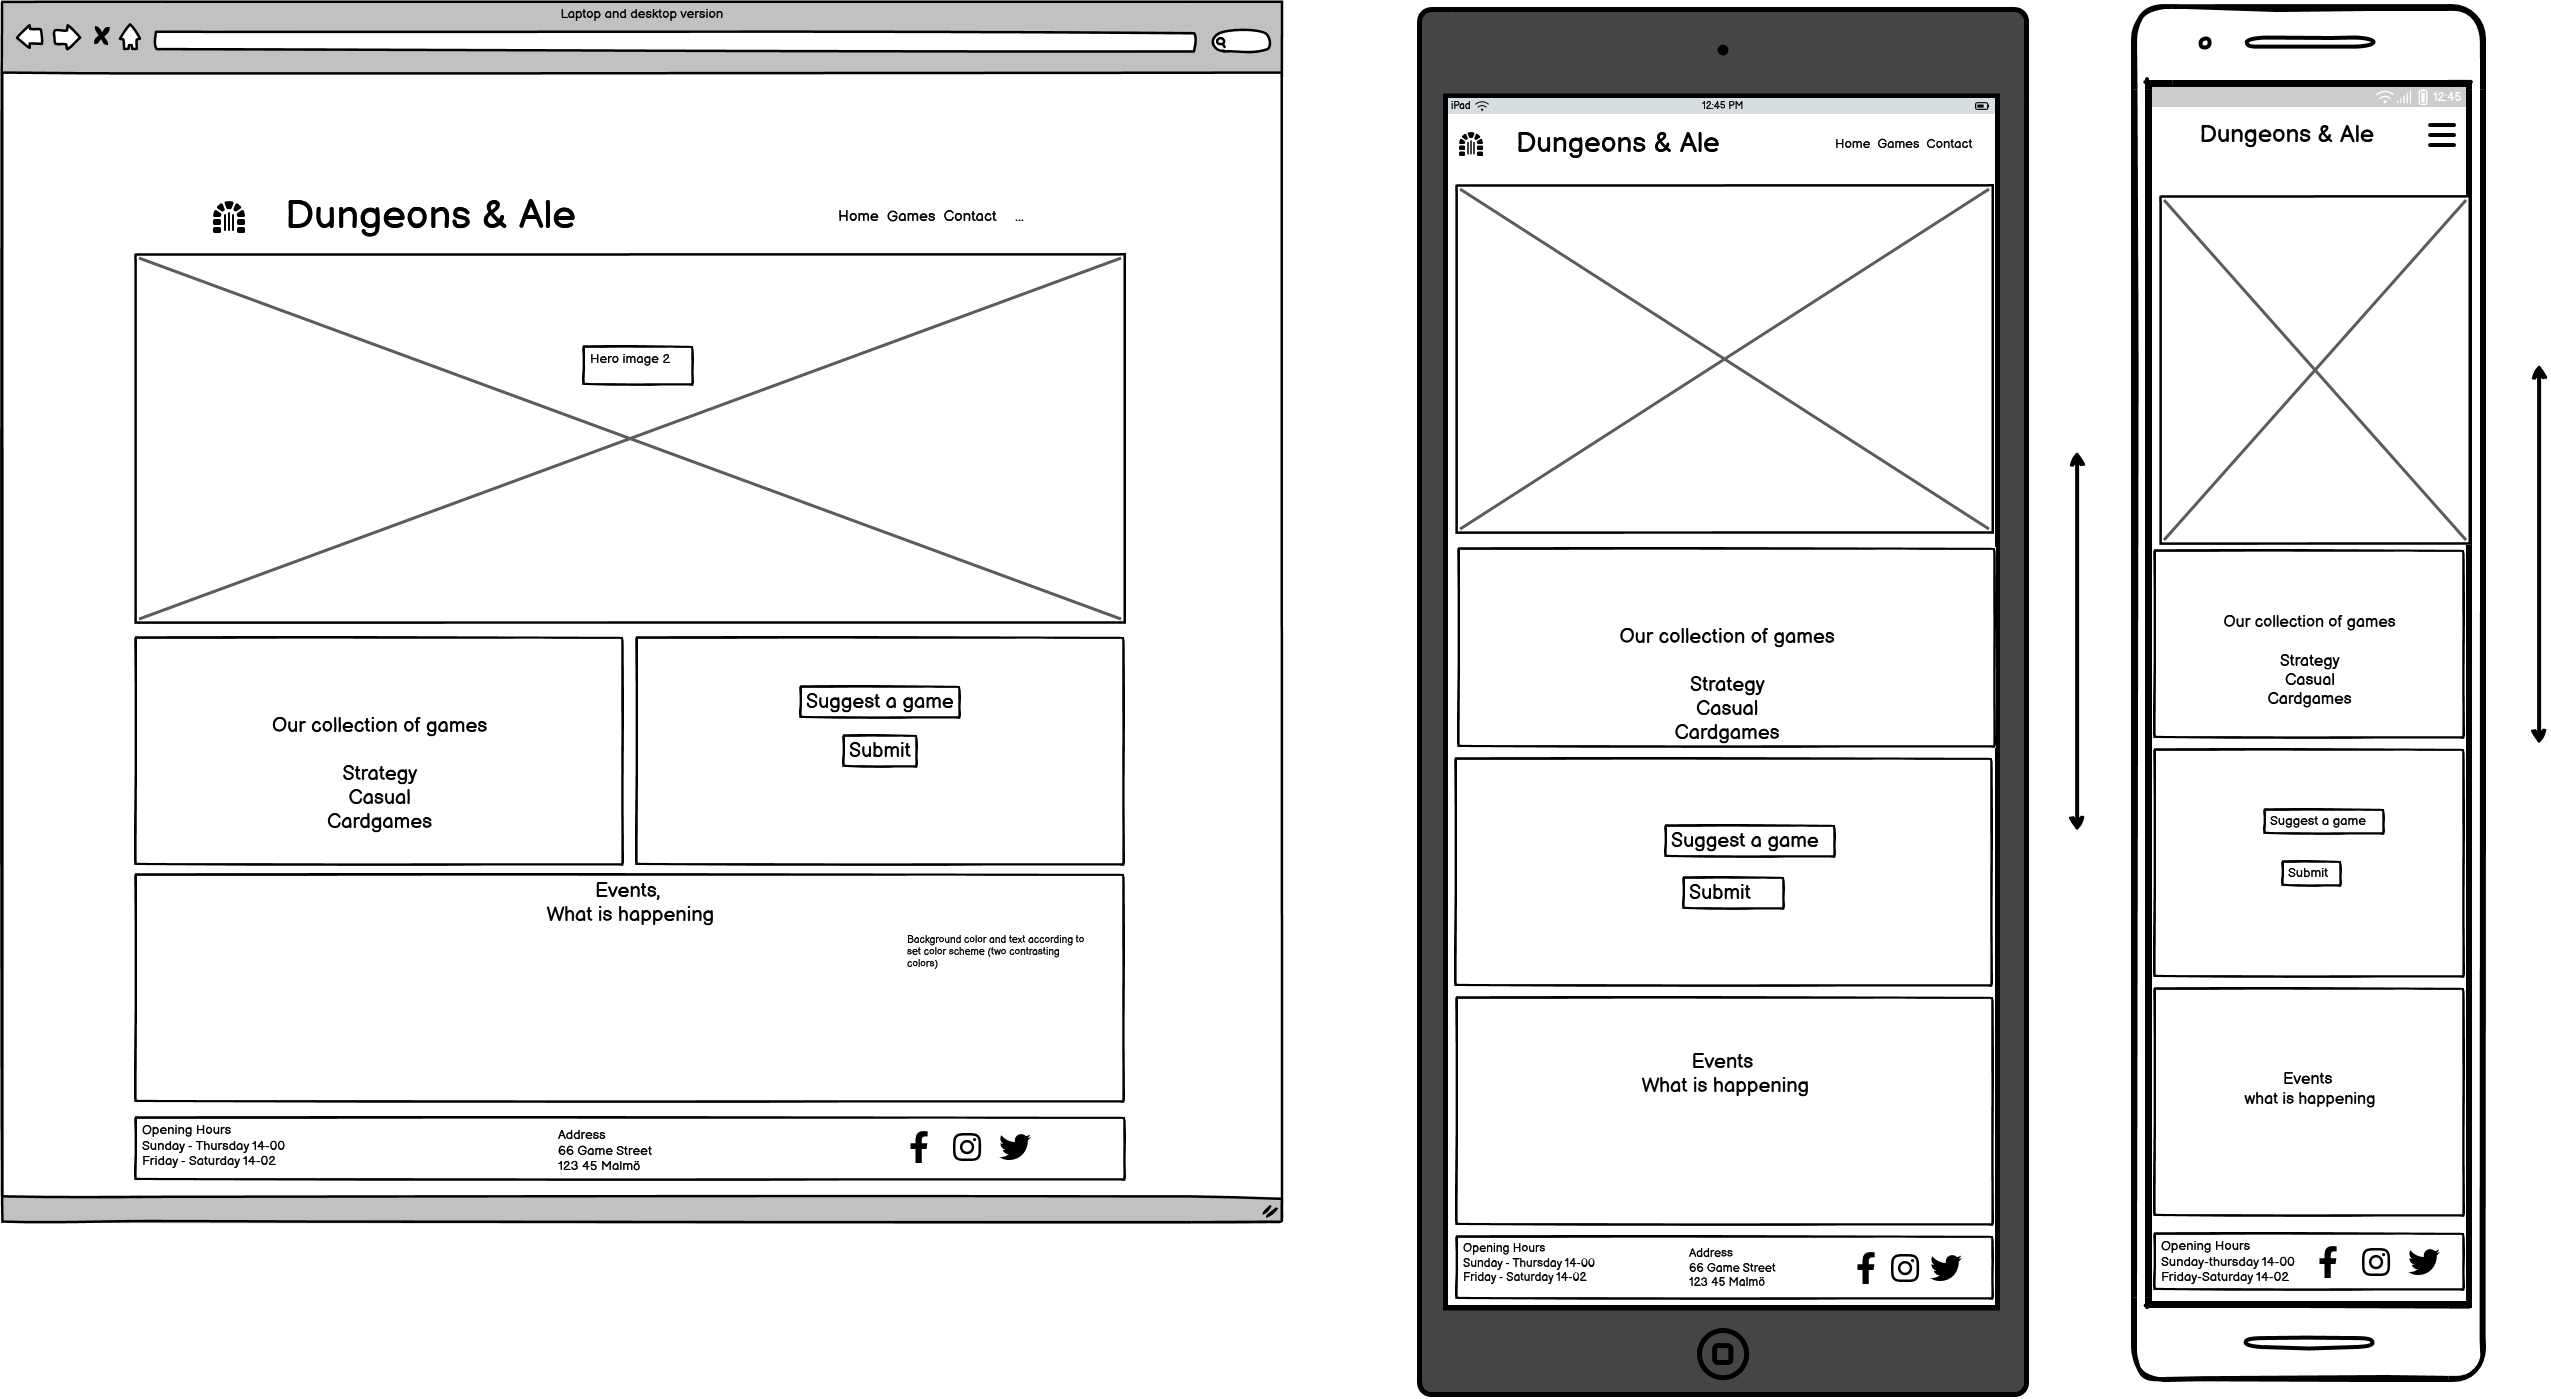 Laptop and desktop version
Dungeons & Ale
Home Games Contact ...
Hero image 2
Our collection of games
Strategy
Casual
Cardgames
Suggest a game
Submit
Events,
What is happening
Background color and text according to
set color scheme (two contrasting
colors)
Opening Hours
Sunday - Thursday 14-00
Friday - Saturday 14-02
Address
66 Game Street
123 45 Malmö
iPad
12:45 PM
Dungeons & Ale
Home Games Contact
Our collection of games
Strategy
Casual
Cardgames
Suggest a game
Submit
Events
What is happening
Opening Hours
Sunday - Thursday 14-00
Friday - Saturday 14-02
Address
66 Game Street
123 45 Malmö
12:45
Dungeons & Ale
Our collection of games
Strategy
Casual
Cardgames
Suggest a game
Submit
Events
what is happening
Opening Hours
Sunday-thursday 14-00
Friday-Saturday 14-02